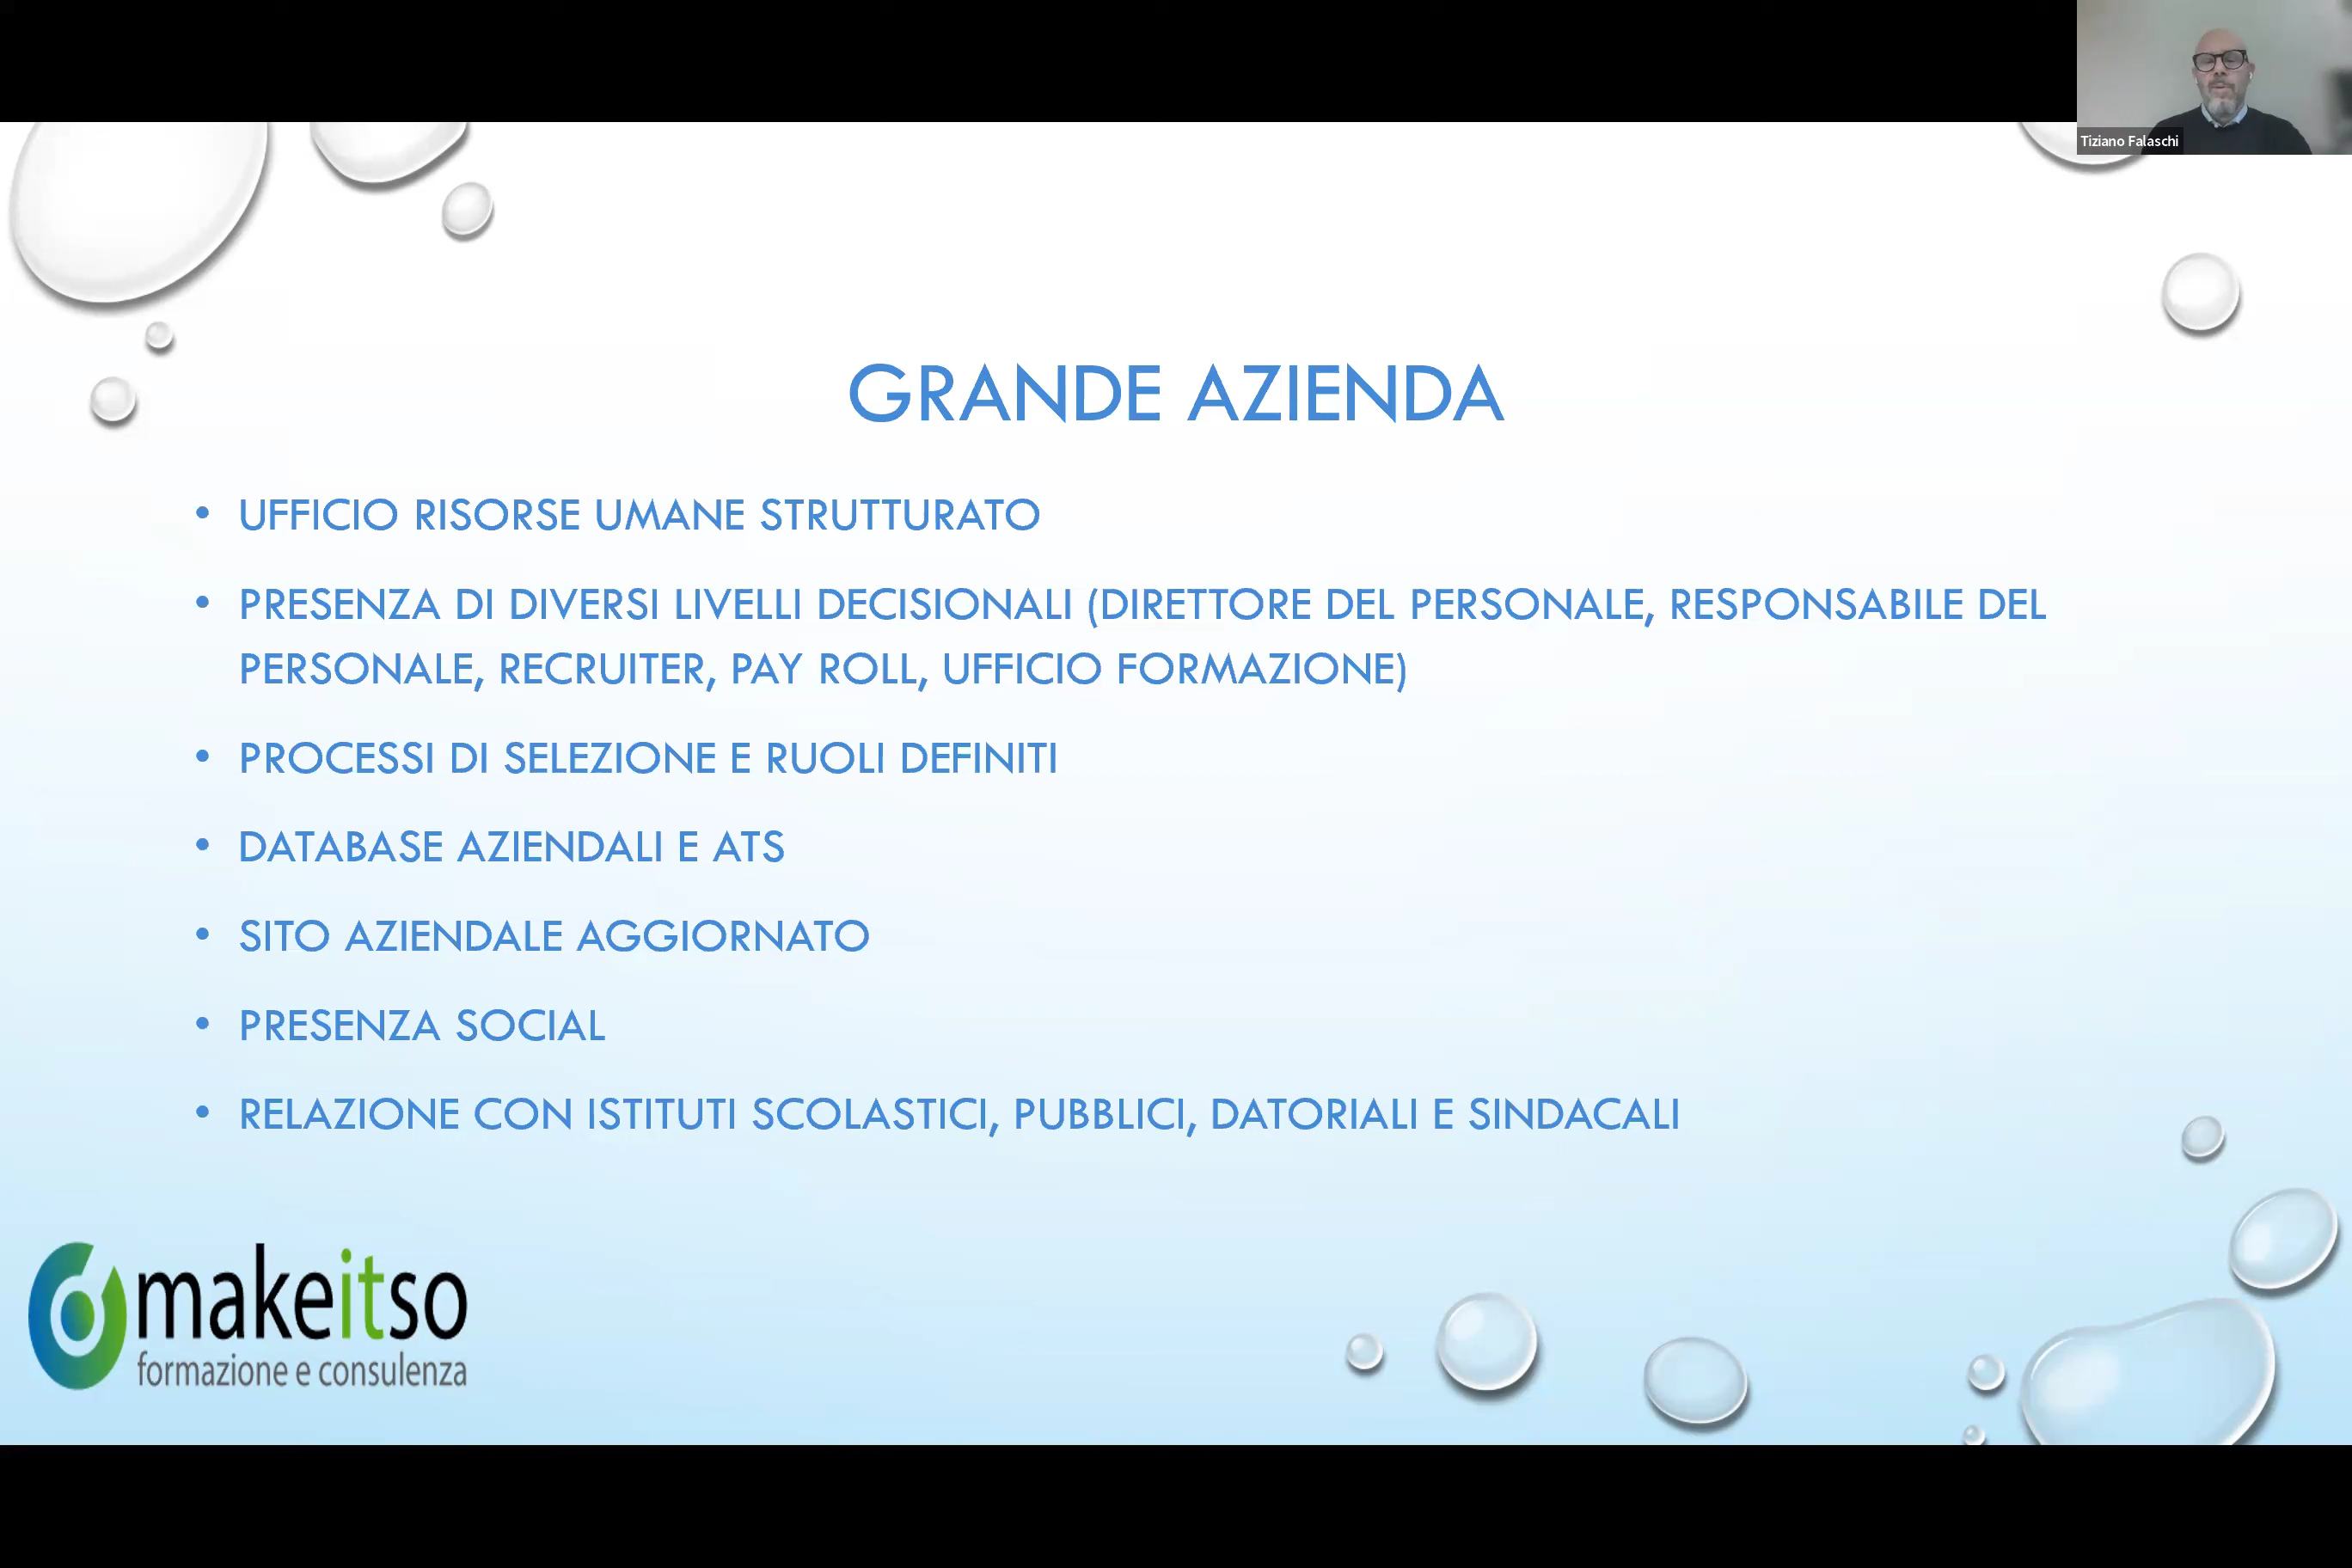 Tiziano Falaschi
GRANDE AZIENDA
• UFFICIO RISORSE UMANE STRUTTURATO
• PRESENZA DI DIVERSI LIVELLI DECISIONALI (DIRETTORE DEL PERSONALE, RESPONSABILE DEL
PERSONALE, RECRUITER, PAY ROLL, UFFICIO FORMAZIONE)
• PROCESSI DI SELEZIONE E RUOLI DEFINITI
• DATABASE AZIENDALI E ATS
• SITO AZIENDALE AGGIORNATO
• PRESENZA SOCIAL
• RELAZIONE CON ISTITUTI SCOLASTICI, PUBBLICI, DATORIALI E SINDACALI
makeitso
formazione e consulenza